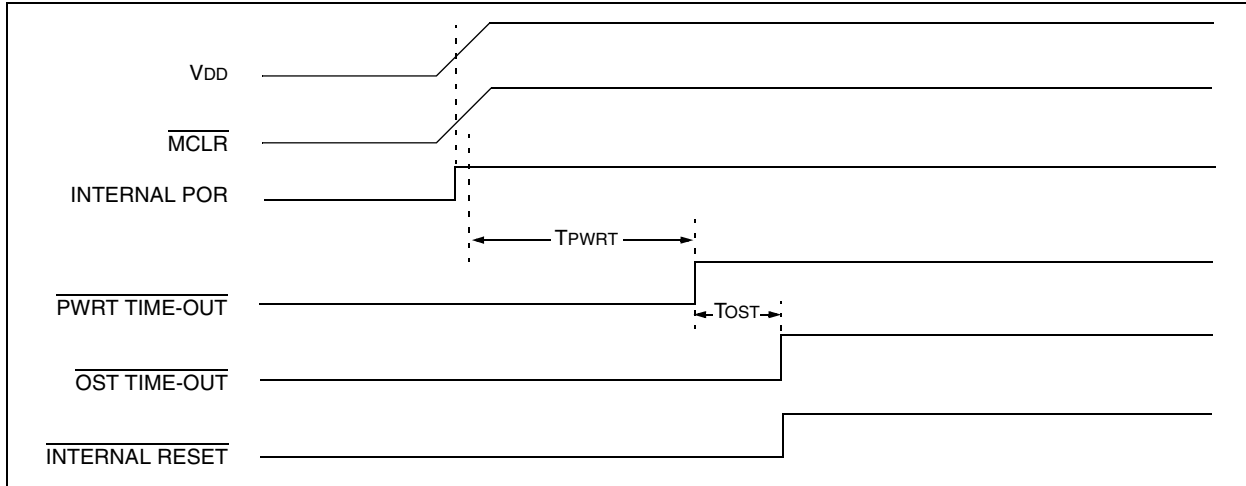 VDD
MCLR
INTERNAL POR
TPWRT
PWRT TIME-OUT
TOST
OST TIME-OUT
INTERNAL RESET